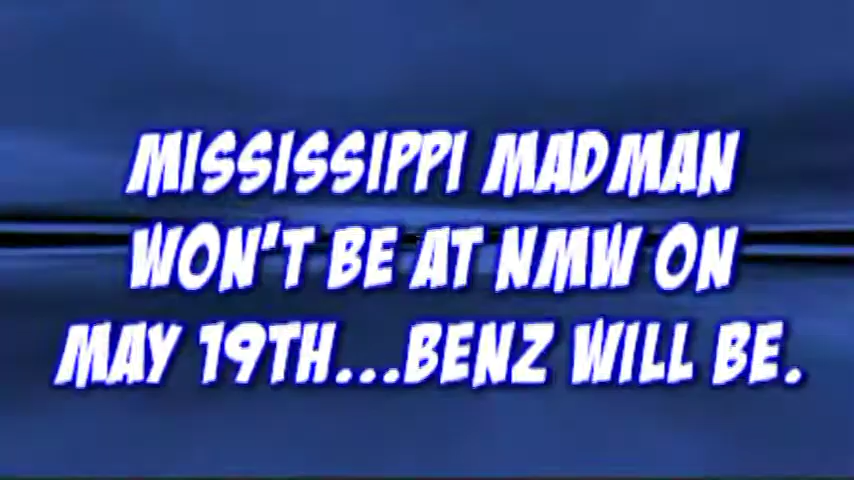 MISSISSIPPI MADMAN
WON'T BE AT NMW ON
MAY 19TH...BENZ WILL BE.